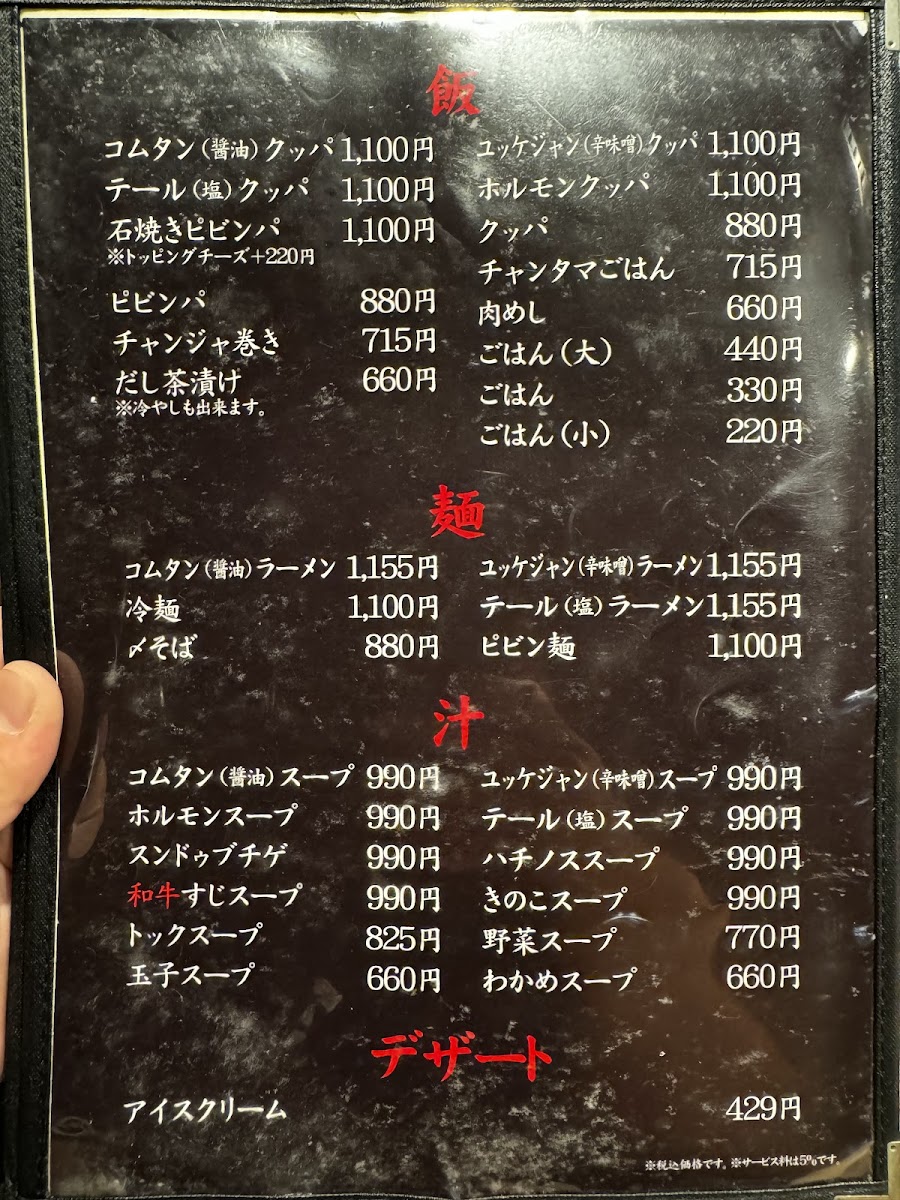 飯
コムタン(醤油)クッパ 1,100円
テール(塩)クッパ 1,100円
石焼きピビンパ 1,100円
※トッピングチーズ+220円
ピビンパ 880円
チャンジャ巻き 715円
だし茶漬け 660円
※冷やしも出来ます。
ユッケジャン(辛味噌)クッパ 1,100円
ホルモンクッパ 1,100円
クッパ 880円
チャンタマごはん 715円
肉めし 660円
ごはん(大) 440円
ごはん 330円
ごはん(小) 220円
麺
コムタン(醤油)ラーメン 1,155円
冷麺 1,100円
〆そば 880円
ユッケジャン(辛味噌)ラーメン 1,155円
テール(塩)ラーメン 1,155円
ピビン麺 1,100円
汁
コムタン(醤油)スープ 990円
ホルモンスープ 990円
スンドゥブチゲ 990円
和牛すじスープ 990円
トックスープ 825円
玉子スープ 660円
ユッケジャン(辛味噌)スープ 990円
テール(塩)スープ 990円
ハチノススープ 990円
きのこスープ 990円
野菜スープ 770円
わかめスープ 660円
デザート
アイスクリーム 429円
※税込価格です。※サービス料は5%です。